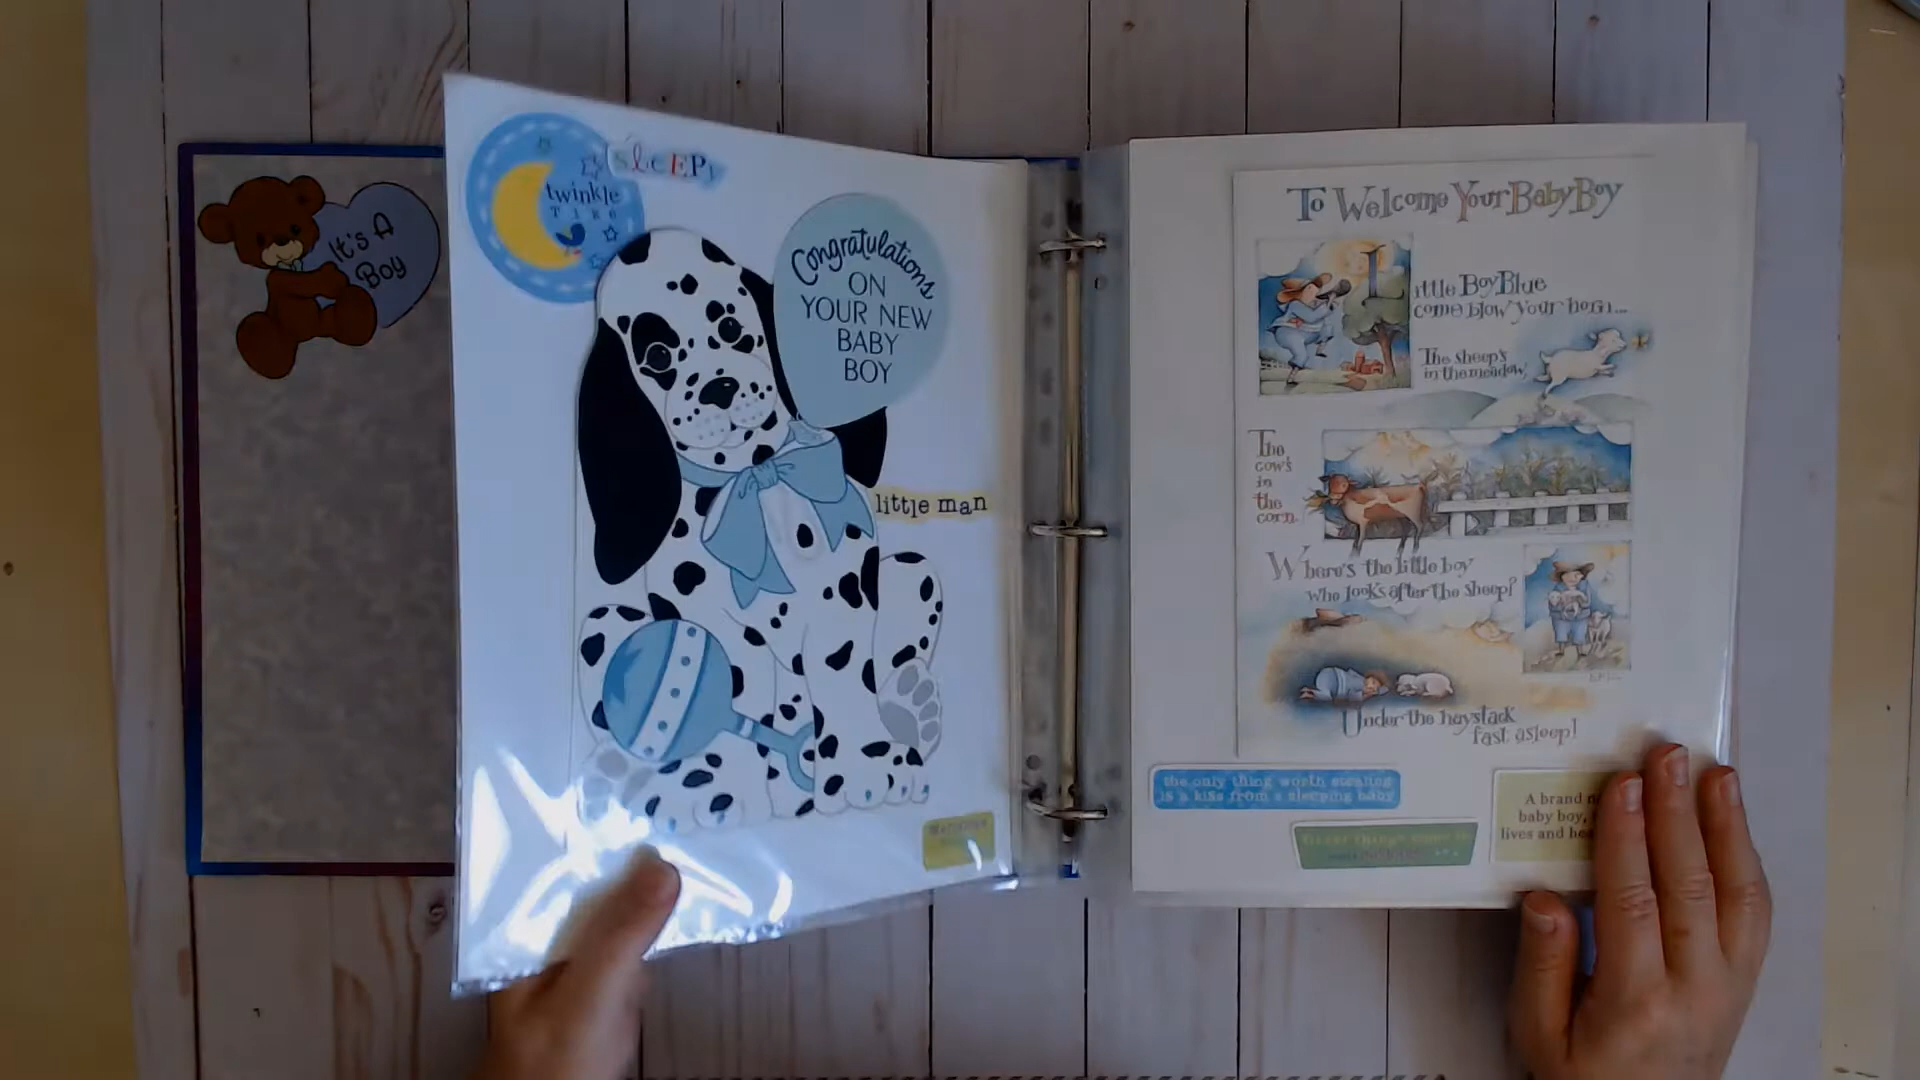 It's A
Boy
sleep
twinkle
Congratulations
ON
YOUR NEW
BABY
BOY
little man
To Welcome Your Baby Boy
Little Boy Blue
come blow your horn...
The sheep's
in the meadow,
The
cow's
in
the
corn.
Where's the little boy
who looks after the sheep?
Under the haystack
fast asleep!
the only thing worth stealing
is a kiss from a sleeping baby
A brand
baby boy,
lives and